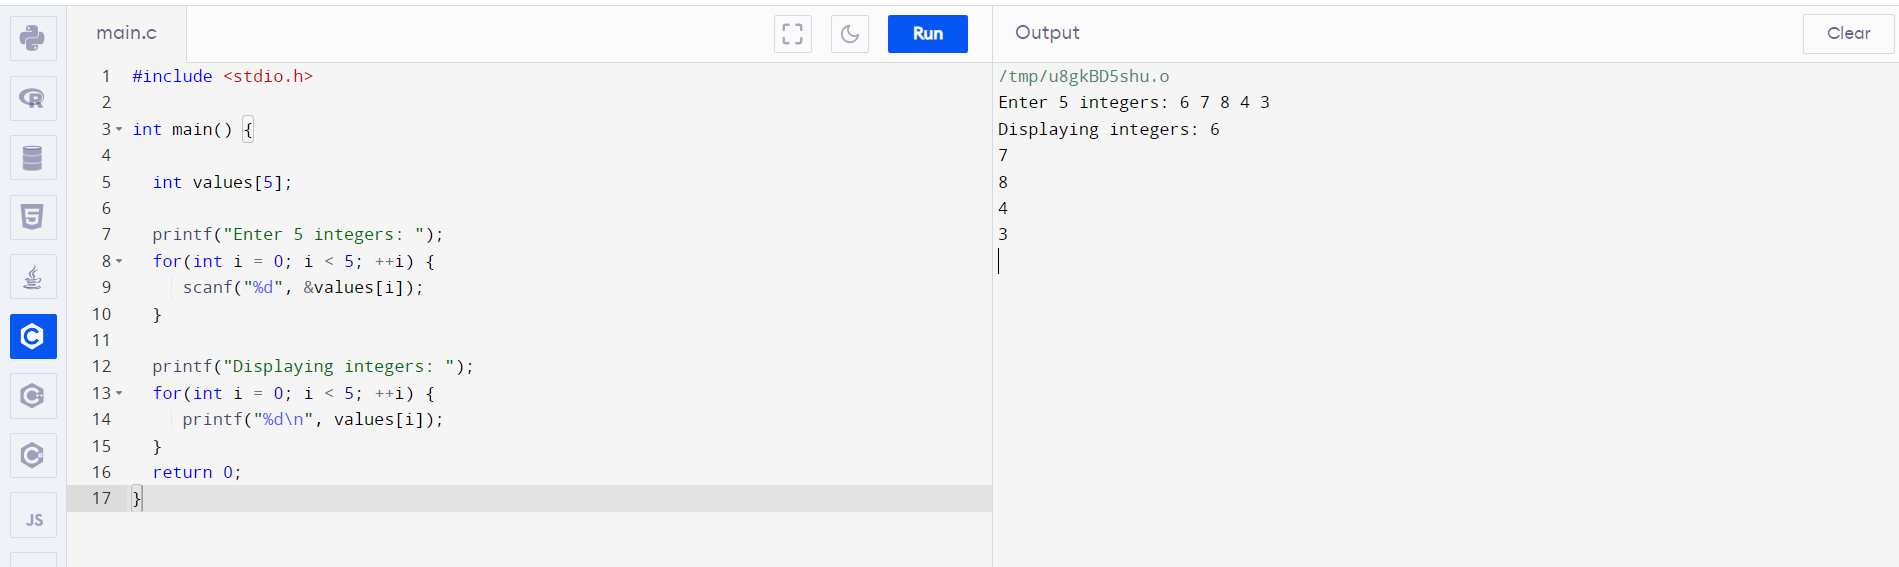 main.c
Run
Output
Clear
1 #include <stdio.h>
2
3 int main() {
4
5   int values[5];
6
7   printf("Enter 5 integers: ");
8   for(int i = 0; i < 5; ++i) {
9      scanf("%d", &values[i]);
10   }
11
12   printf("Displaying integers: ");
13   for(int i = 0; i < 5; ++i) {
14      printf("%d\n", values[i]);
15   }
16   return 0;
17 }
/tmp/u8gkBD5shu.o
Enter 5 integers: 6 7 8 4 3
Displaying integers: 6
7
8
4
3
R
5
C
C
C
JS